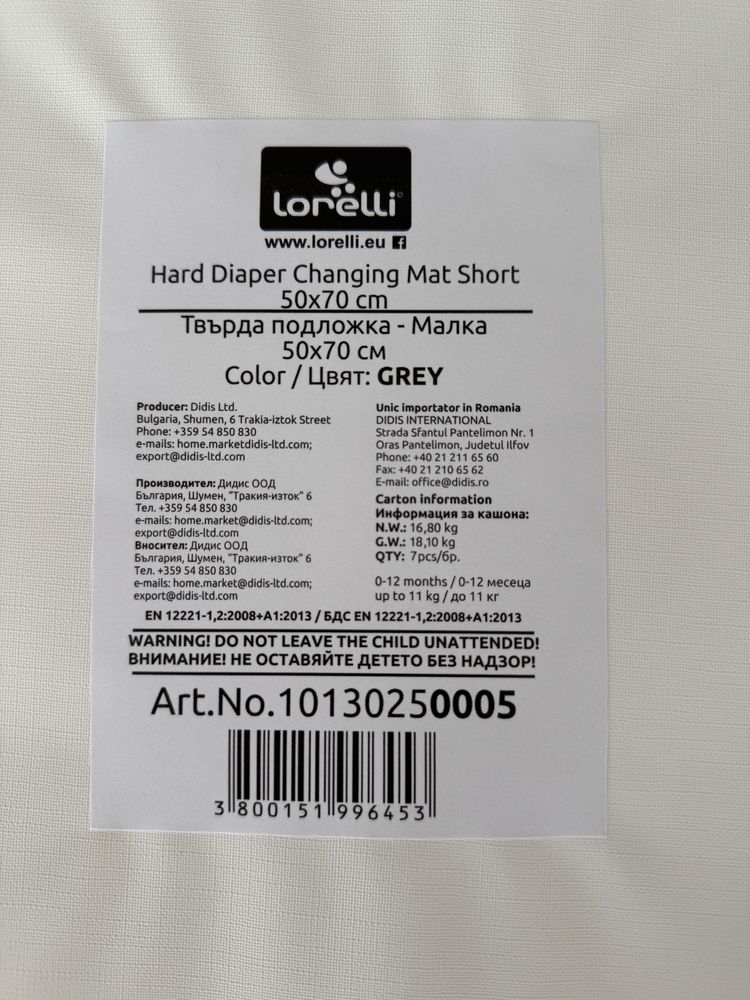 lorelli
www.lorelli.eu
Hard Diaper Changing Mat Short
50x70 cm
Твърда подложка - Малка
50x70 см
Color / Цвят: GREY
Producer: Didis Ltd.
Bulgaria, Shumen, 6 Trakia-iztok Street
Phone: +359 54 850 830
e-mails: home.marketdidis-ltd.com;
export@didis-ltd.com
Производител: Дидис ООД
България, Шумен, "Тракия-изток" 6
Тел. +359 54 850 830
e-mails: home.market@didis-ltd.com;
export@didis-ltd.com
Вносител: Дидис ООД
България, Шумен, "Тракия-изток" 6
Тел. +359 54 850 830
e-mails: home.market@didis-ltd.com;
export@didis-ltd.com
Unic importator in Romania
DIDIS INTERNATIONAL
Strada Sfantul Pantelimon Nr. 1
Oras Pantelimon, Judetul Ilfov
Phone: +40 21 211 65 60
Fax: +40 21 210 65 62
E-mail: office@didis.ro
Carton information
Информация за кашона:
N.W.: 16,80 kg
G.W.: 18,10 kg
QTY: 7pcs/бр.
0-12 months / 0-12 месеца
up to 11 kg / до 11 кг
EN 12221-1,2:2008+A1:2013 / БДС EN 12221-1,2:2008+A1:2013
WARNING! DO NOT LEAVE THE CHILD UNATTENDED!
ВНИМАНИЕ! НЕ ОСТАВЯЙТЕ ДЕТЕТО БЕЗ НАДЗОР!
Art.No.10130250005
3 800151 996453